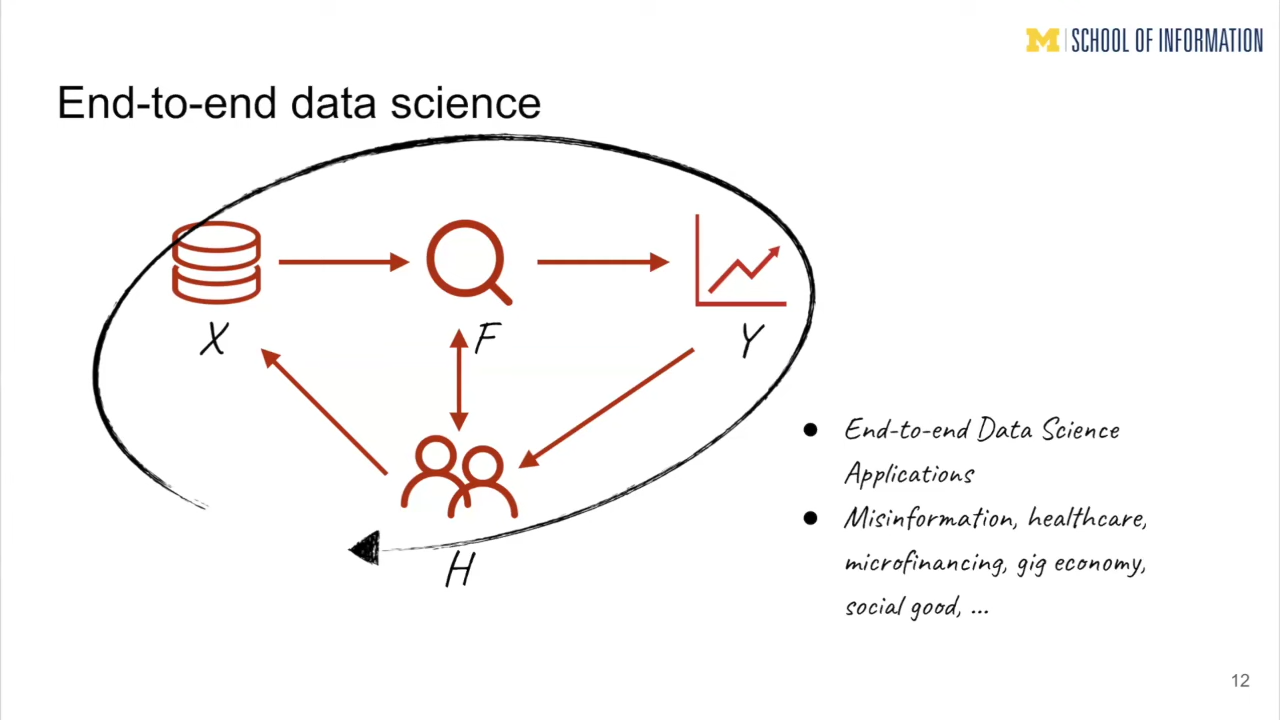 M SCHOOL OF INFORMATION
End-to-end data science
X
F
Y
H
● End-to-end Data Science
Applications
● Misinformation, healthcare,
microfinancing, gig economy,
social good, ...
12